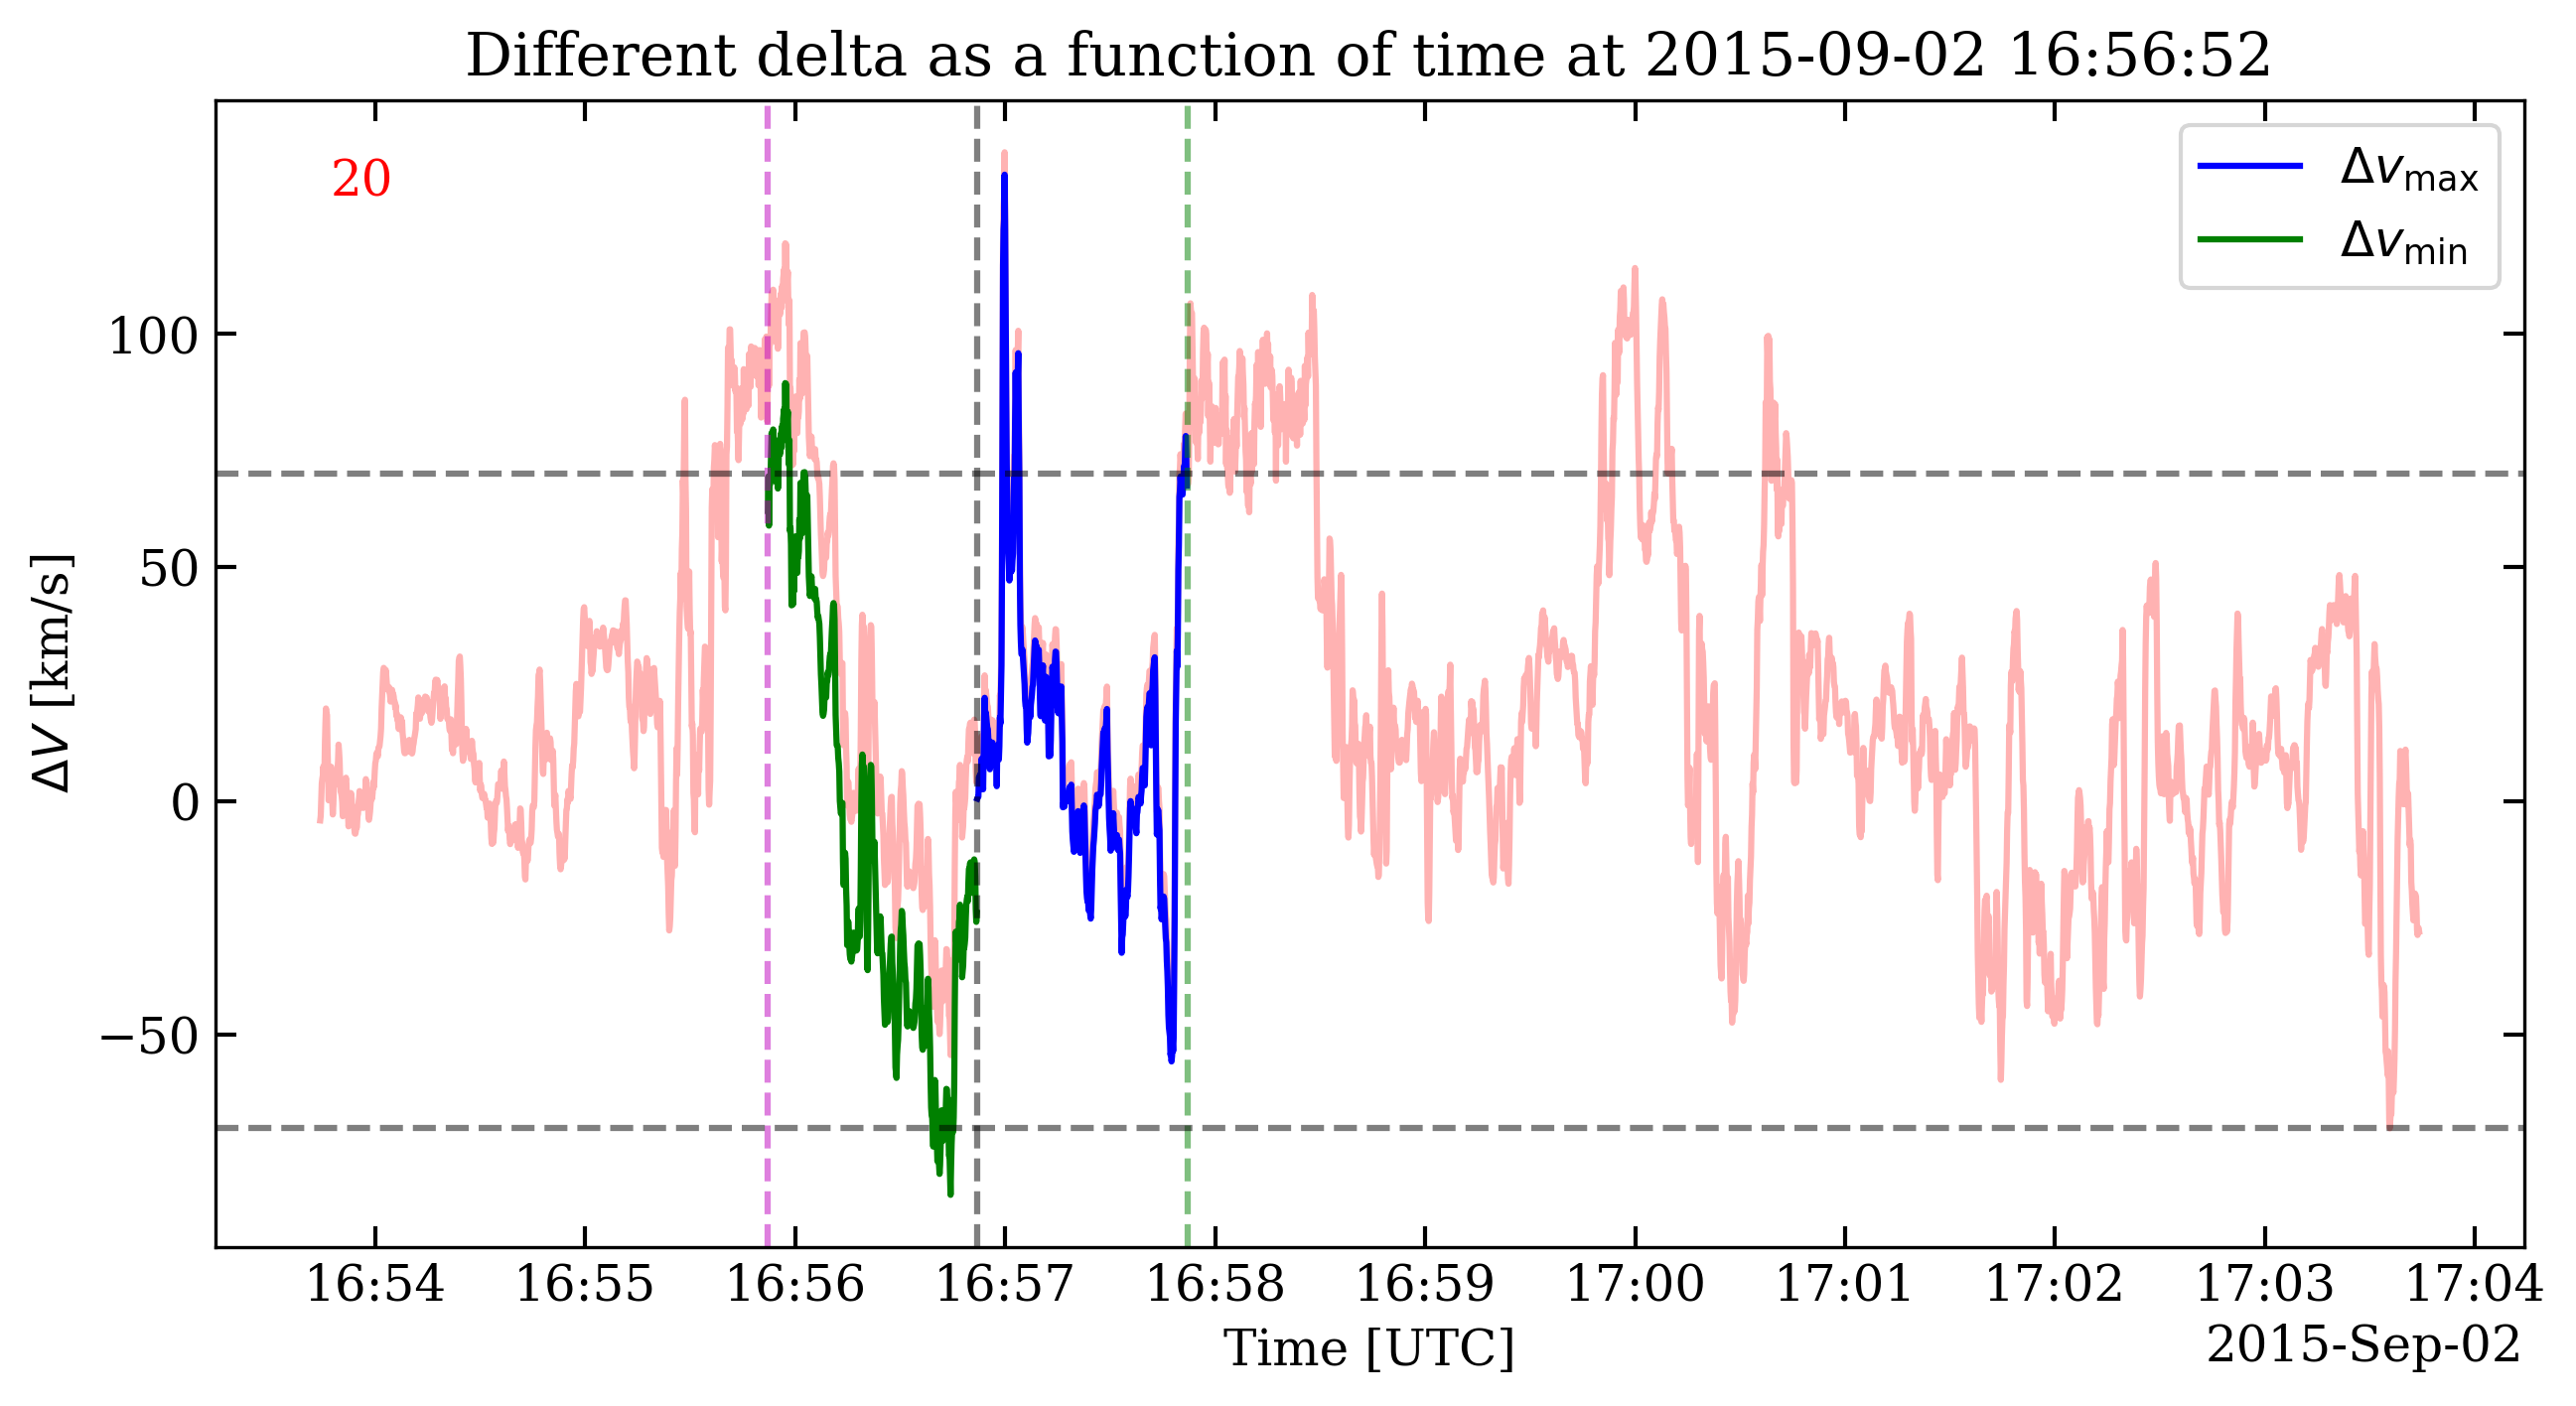 Different delta as a function of time at 2015-09-02 16:56:52
20
Δv_max
Δv_min
ΔV [km/s]
100
50
0
−50
16:54 16:55 16:56 16:57 16:58 16:59 17:00 17:01 17:02 17:03 17:04
Time [UTC]
2015-Sep-02